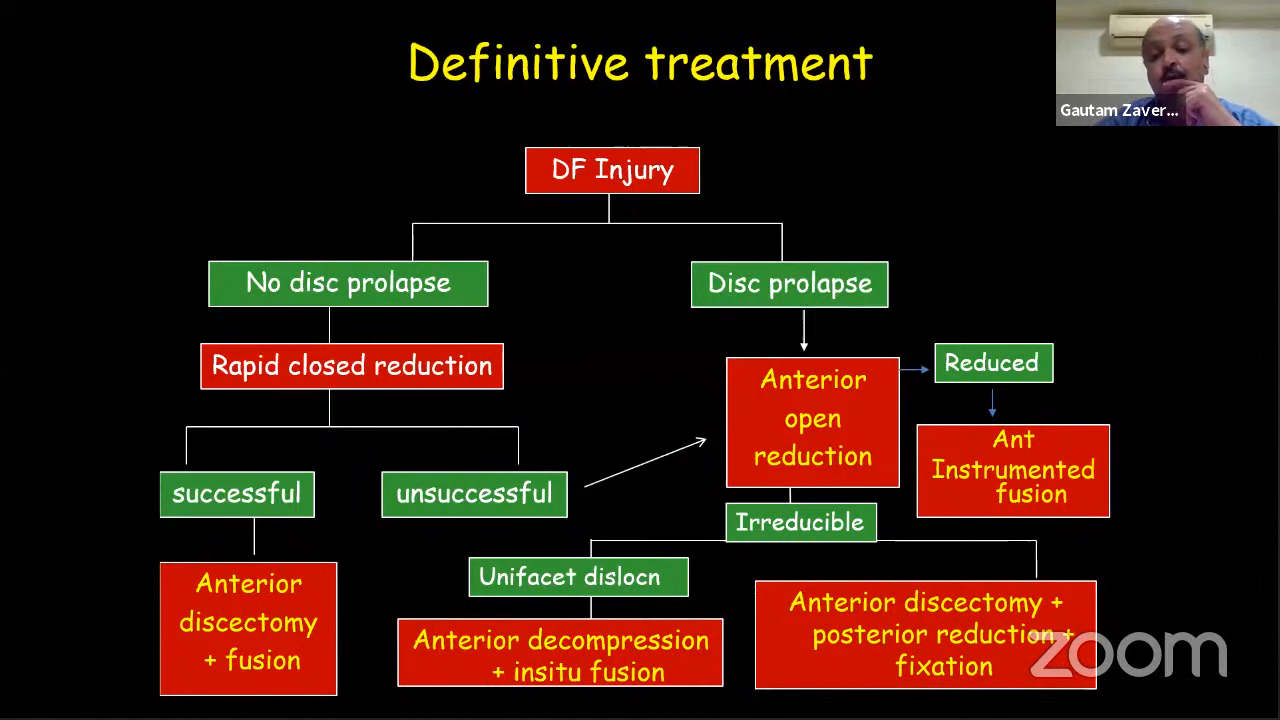 Definitive treatment
Gautam Zaver...
DF Injury
No disc prolapse
Disc prolapse
Rapid closed reduction
Anterior
open
reduction
Reduced
Ant
Instrumented
fusion
successful
unsuccessful
Irreducible
Unifacet dislocn
Anterior
discectomy
+ fusion
Anterior decompression
+ insitu fusion
Anterior discectomy +
posterior reduction +
fixation
zoom